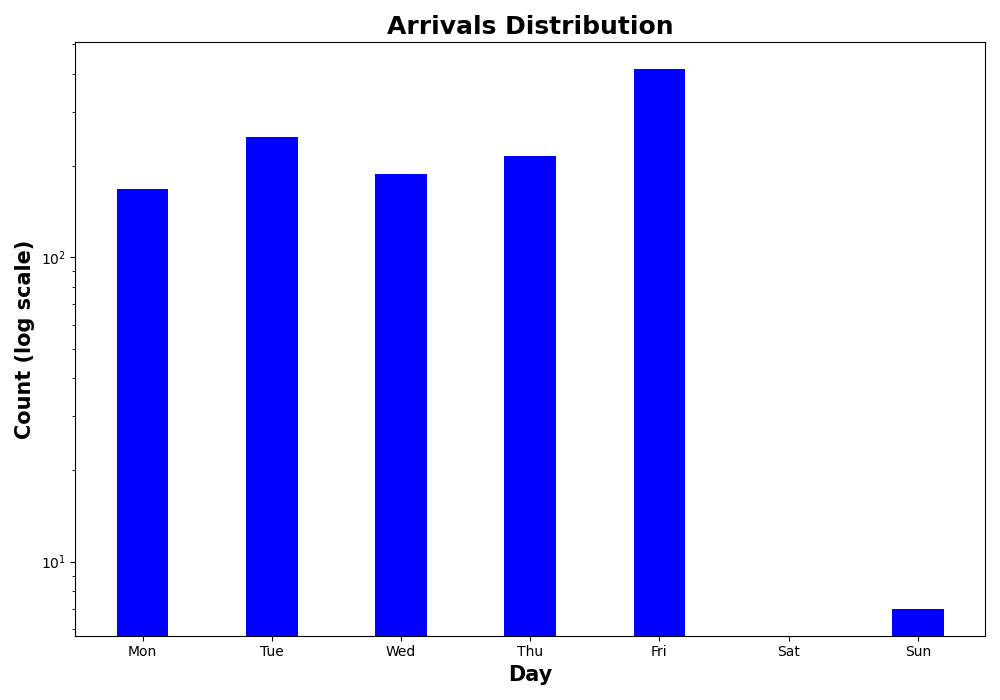 Arrivals Distribution
Count (log scale)
10²
10¹
Mon Tue Wed Thu Fri Sat Sun
Day